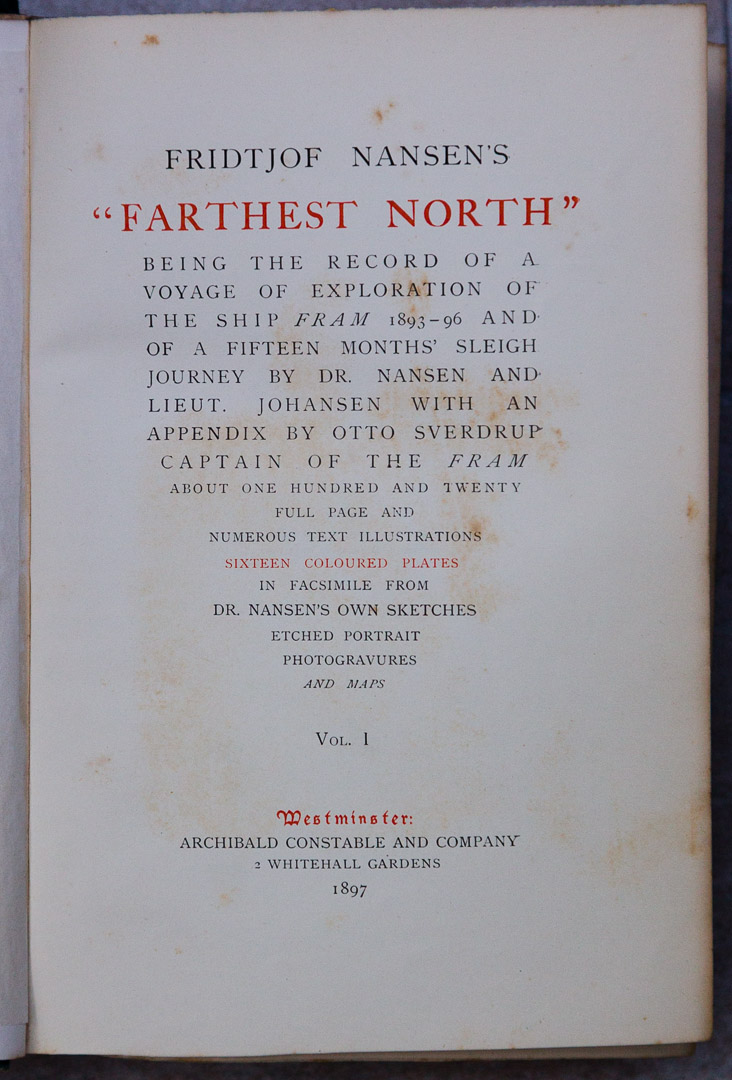 FRIDTJOF NANSEN'S
“FARTHEST NORTH”
BEING THE RECORD OF A
VOYAGE OF EXPLORATION OF
THE SHIP FRAM 1893–96 AND
OF A FIFTEEN MONTHS' SLEIGH
JOURNEY BY DR. NANSEN AND
LIEUT. JOHANSEN WITH AN
APPENDIX BY OTTO SVERDRUP
CAPTAIN OF THE FRAM
ABOUT ONE HUNDRED AND TWENTY
FULL PAGE AND
NUMEROUS TEXT ILLUSTRATIONS
SIXTEEN COLOURED PLATES
IN FACSIMILE FROM
DR. NANSEN'S OWN SKETCHES
ETCHED PORTRAIT
PHOTOGRAVURES
AND MAPS
VOL. I
Westminster:
ARCHIBALD CONSTABLE AND COMPANY
2 WHITEHALL GARDENS
1897